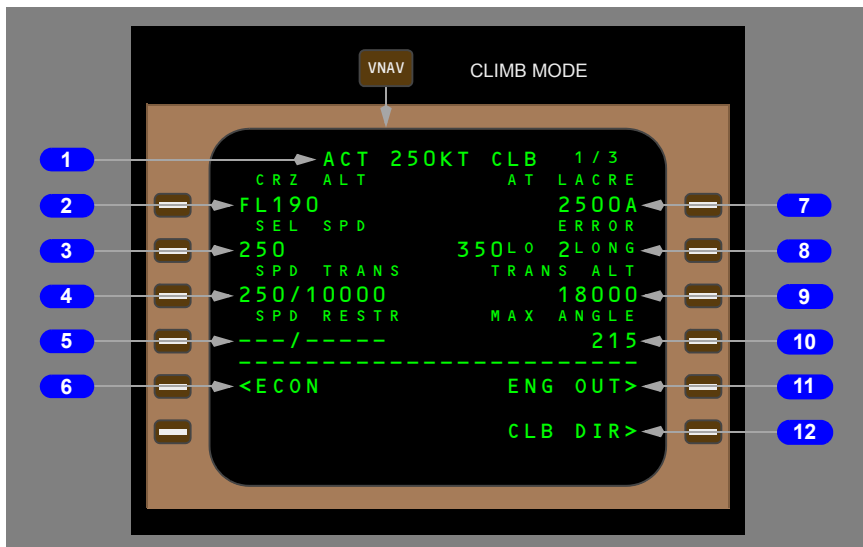 VNAV CLIMB MODE
1 ACT 250KT CLB 1/3
CRZ ALT AT LACRE
2 FL190 2500A 7
SEL SPD ERROR
3 250 350LO 2LONG 8
SPD TRANS TRANS ALT
4 250/10000 18000 9
SPD RESTR MAX ANGLE
5 ---/----- 215 10
--------------------------
6 <ECON ENG OUT> 11
CLB DIR> 12